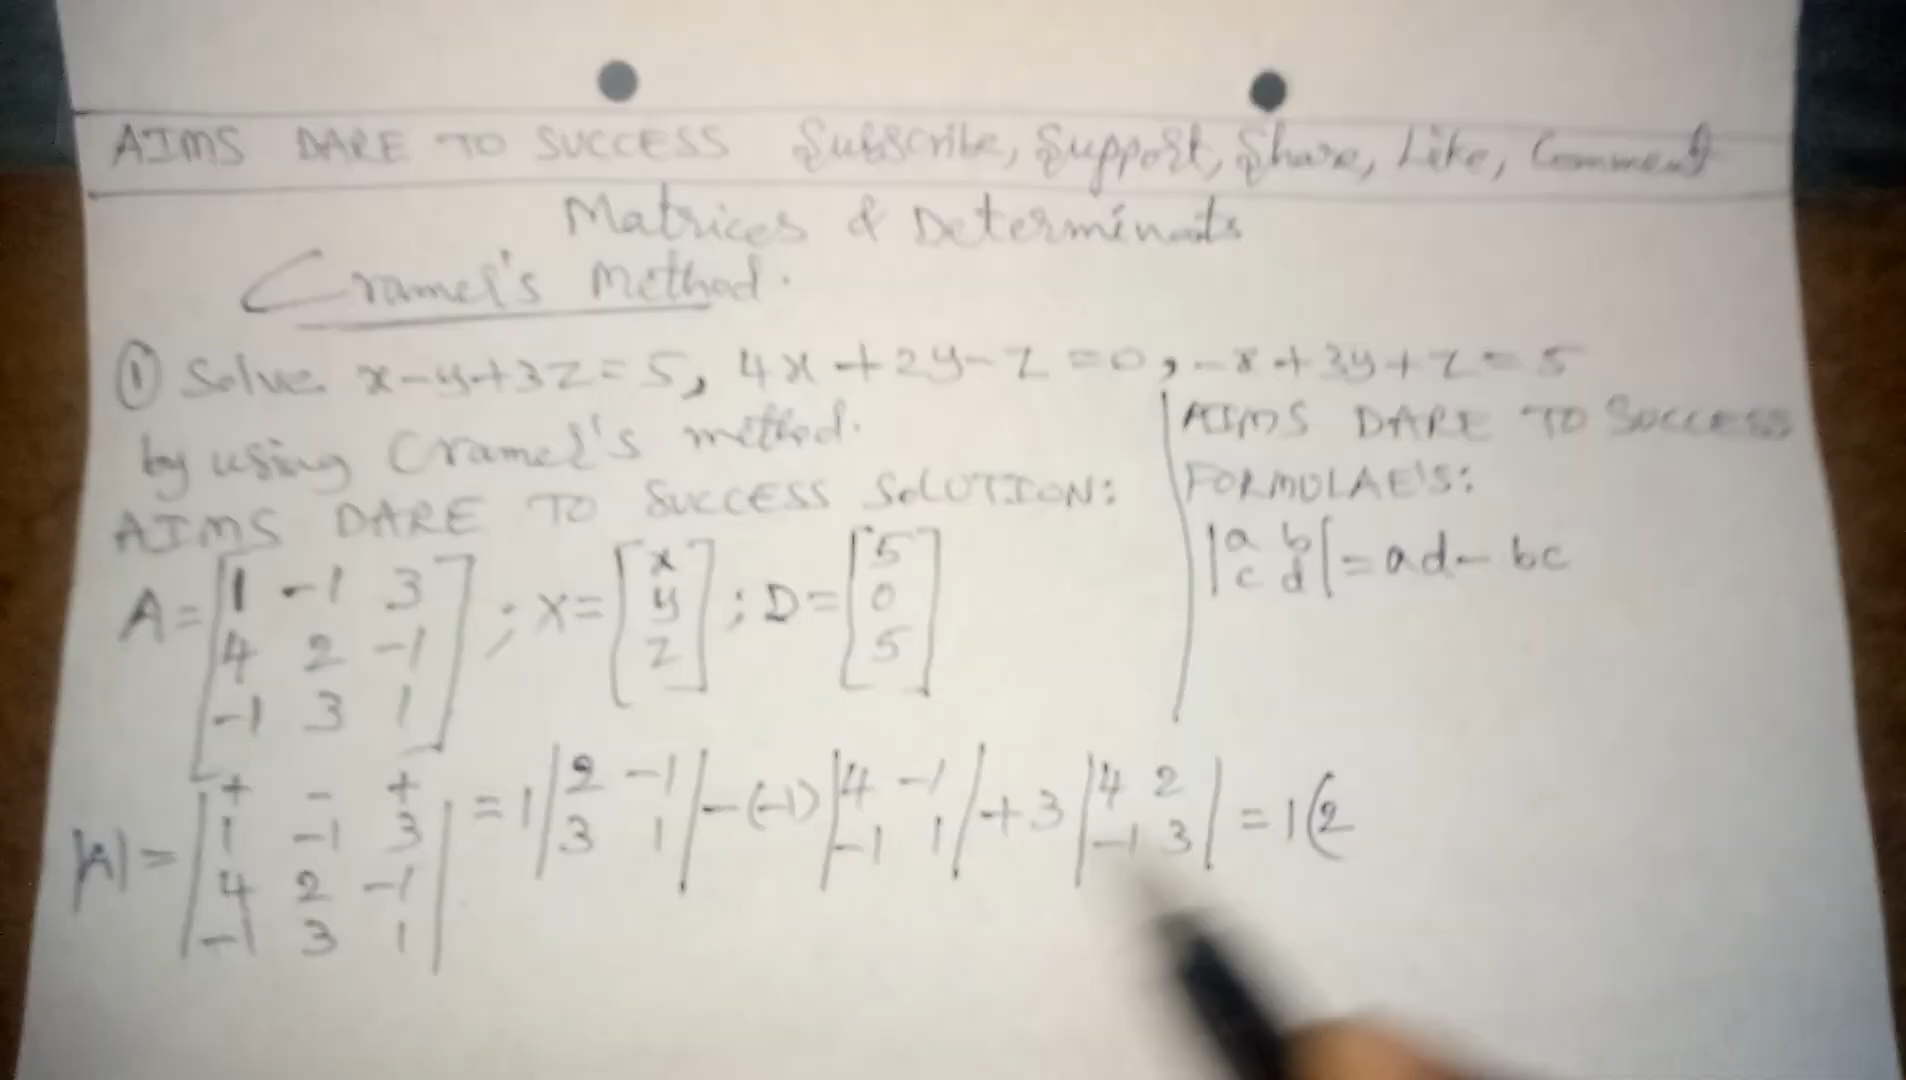 AIMS DARE TO SUCCESS Subscribe, Support, Share, Like, Comment
Matrices & Determinants
Cramer's Method.
① Solve x-y+3z=5, 4x+2y-z=0, -x+3y+z=5
by using Cramer's method.
AIMS DARE TO SUCCESS
FORMULAE'S:
|a b| = ad - bc
|c d|
AIMS DARE TO SUCCESS SOLUTION:
A = [1 -1 3] ; X = [x] ; D = [5]
[4 2 -1] [y] [0]
[-1 3 1] [z] [5]
+ - +
|A| = |1 -1 3| = 1 |2 -1| - (-1) |4 -1| + 3 |4 2| = 1(2
|4 2 -1| |3 1| |-1 1| |-1 3|
|-1 3 1|